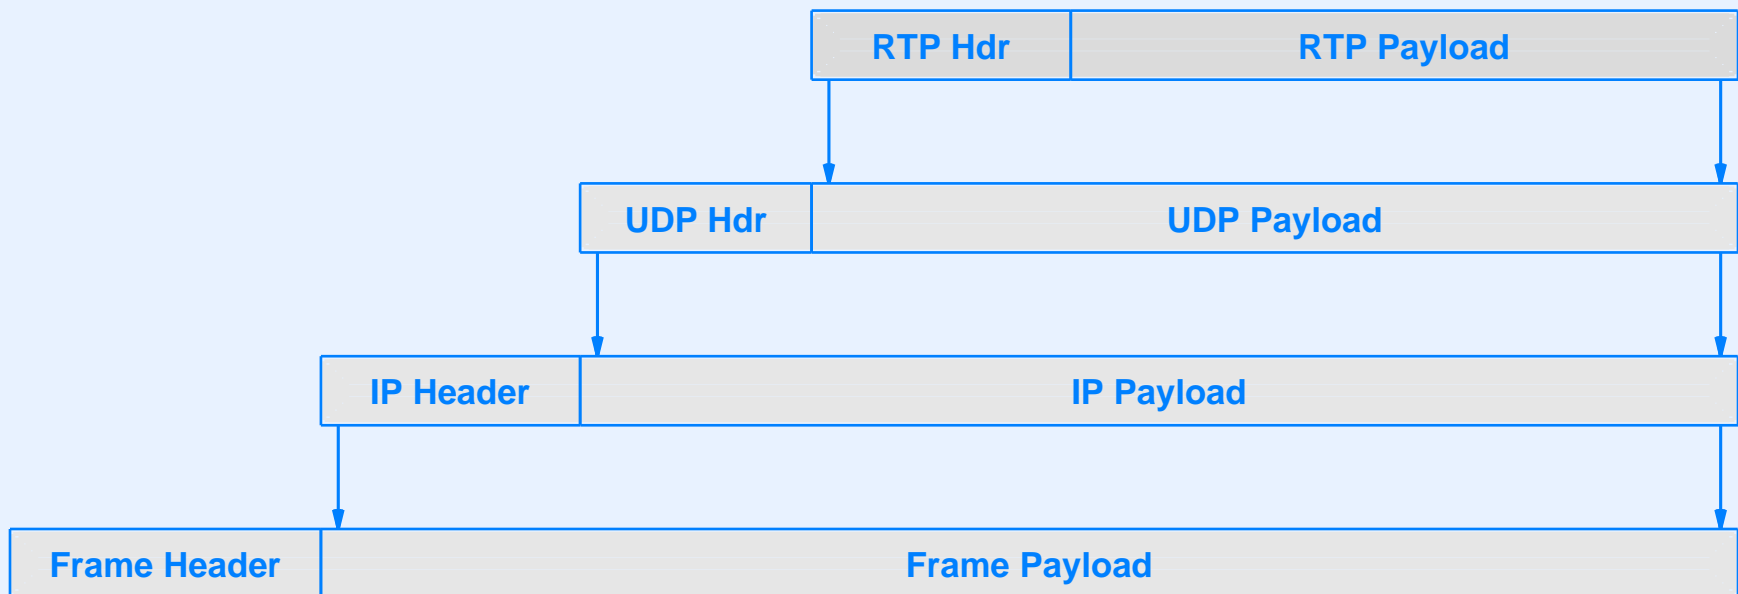 RTP Hdr RTP Payload
UDP Hdr UDP Payload
IP Header IP Payload
Frame Header Frame Payload